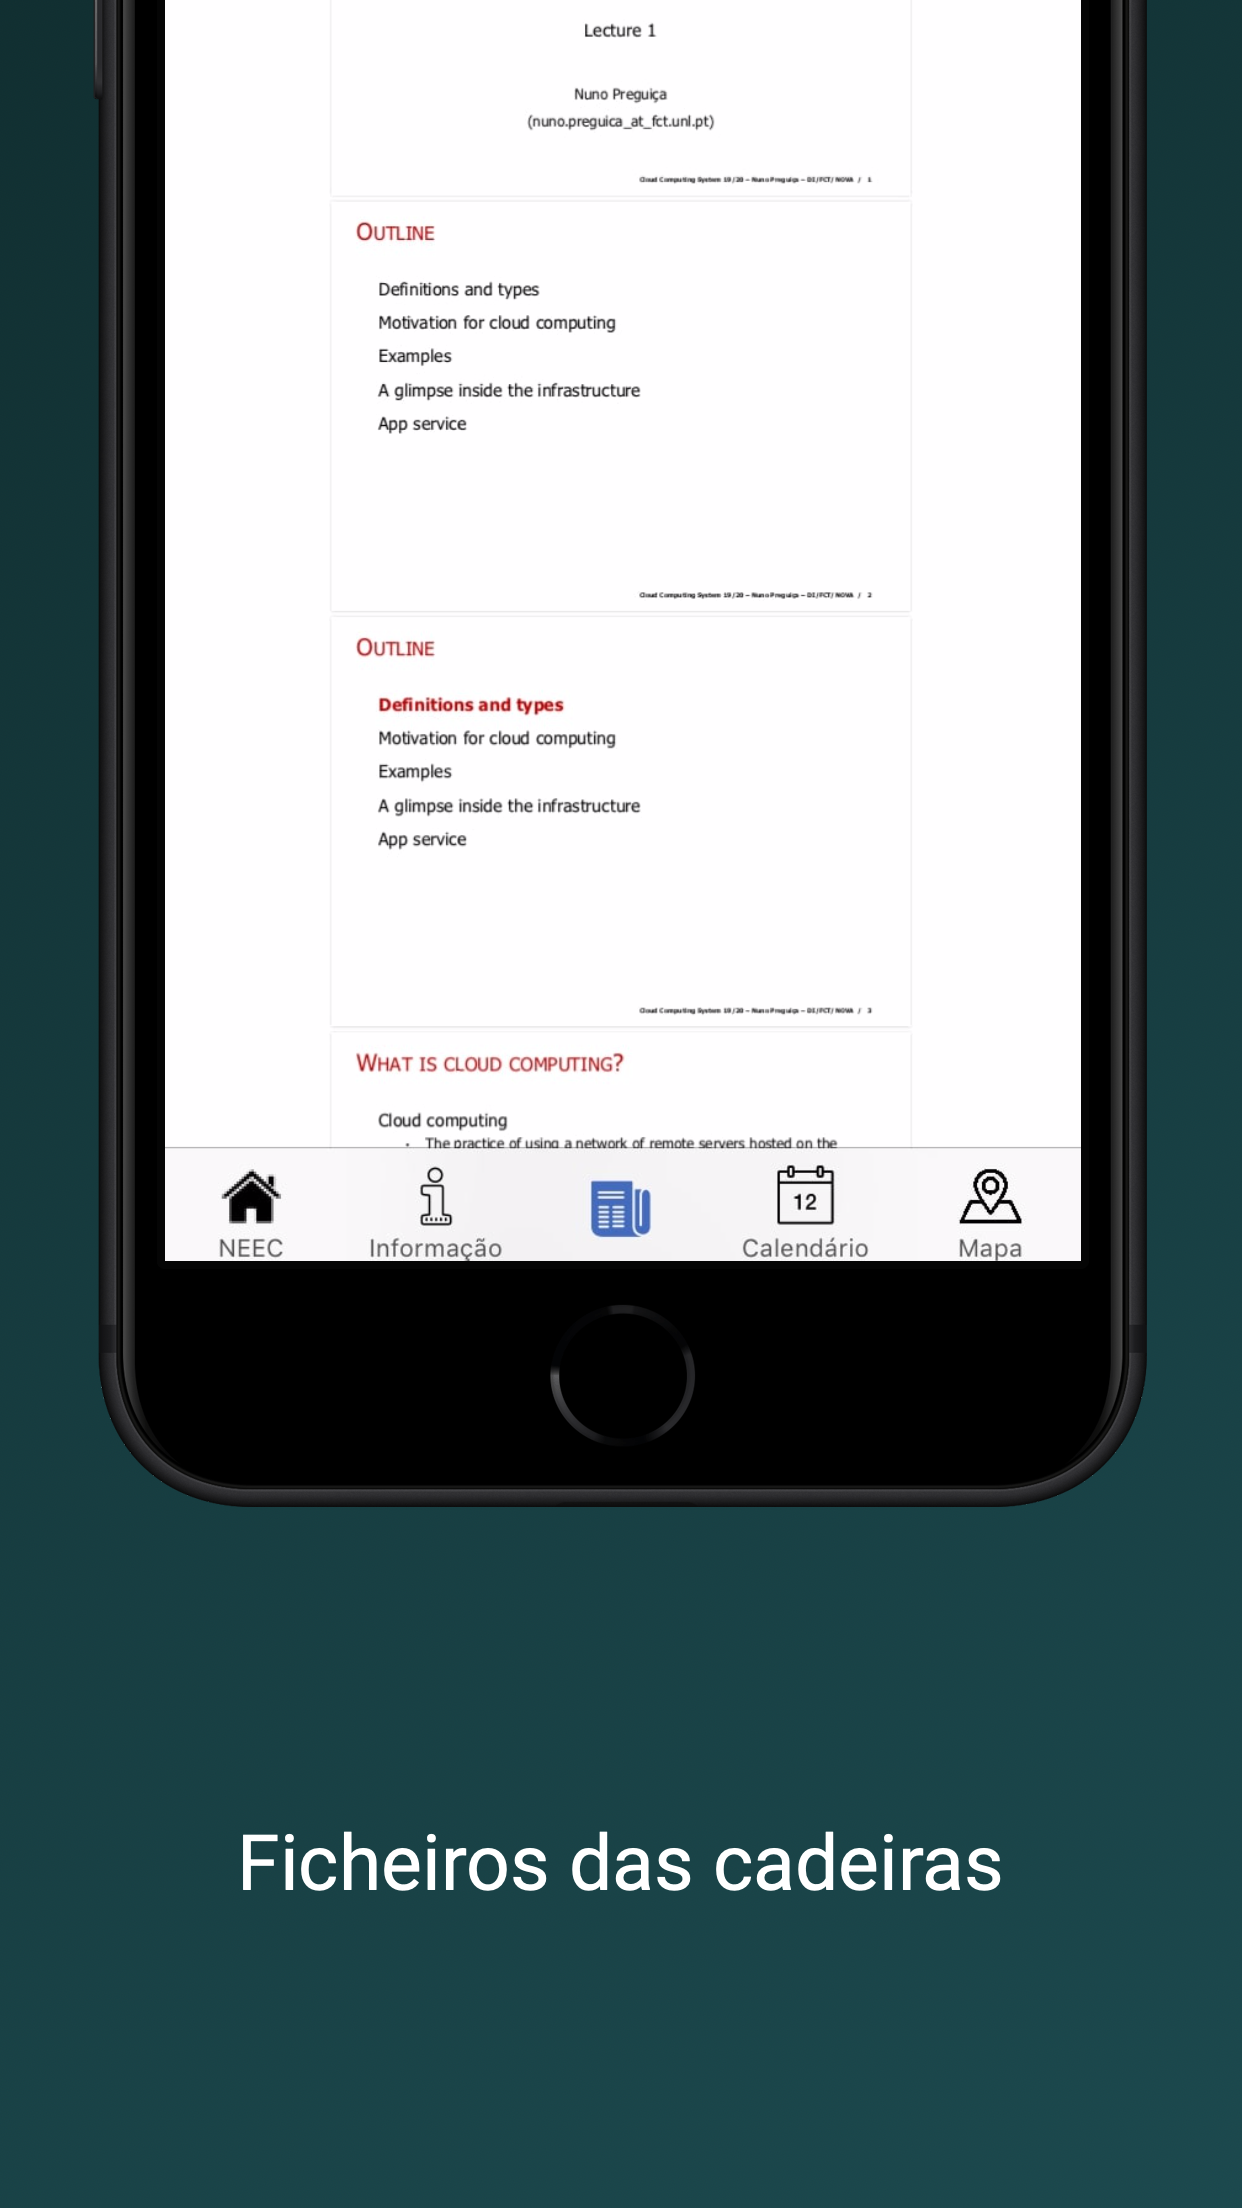 Lecture 1
Nuno Preguiça
(nuno.preguica_at_fct.unl.pt)
Cloud Computing System 19/20 – Nuno Preguiça – DI/FCT/NOVA / 1
OUTLINE
Definitions and types
Motivation for cloud computing
Examples
A glimpse inside the infrastructure
App service
Cloud Computing System 19/20 – Nuno Preguiça – DI/FCT/NOVA / 2
OUTLINE
Definitions and types
Motivation for cloud computing
Examples
A glimpse inside the infrastructure
App service
Cloud Computing System 19/20 – Nuno Preguiça – DI/FCT/NOVA / 3
WHAT IS CLOUD COMPUTING?
Cloud computing
• The practice of using a network of remote servers hosted on the
12
NEEC Informação Calendário Mapa
Ficheiros das cadeiras